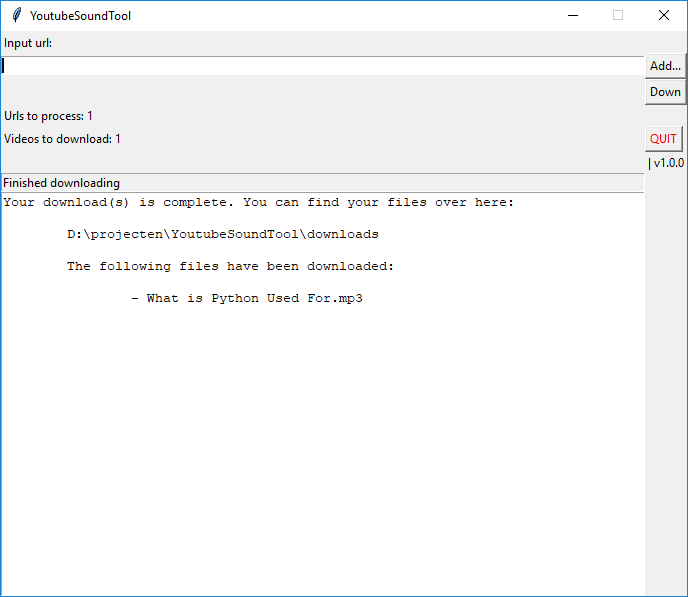 YoutubeSoundTool
Input url:
Add...
Down
Urls to process: 1
Videos to download: 1
QUIT
| v1.0.0
Finished downloading
Your download(s) is complete. You can find your files over here:
D:\projecten\YoutubeSoundTool\downloads
The following files have been downloaded:
- What is Python Used For.mp3